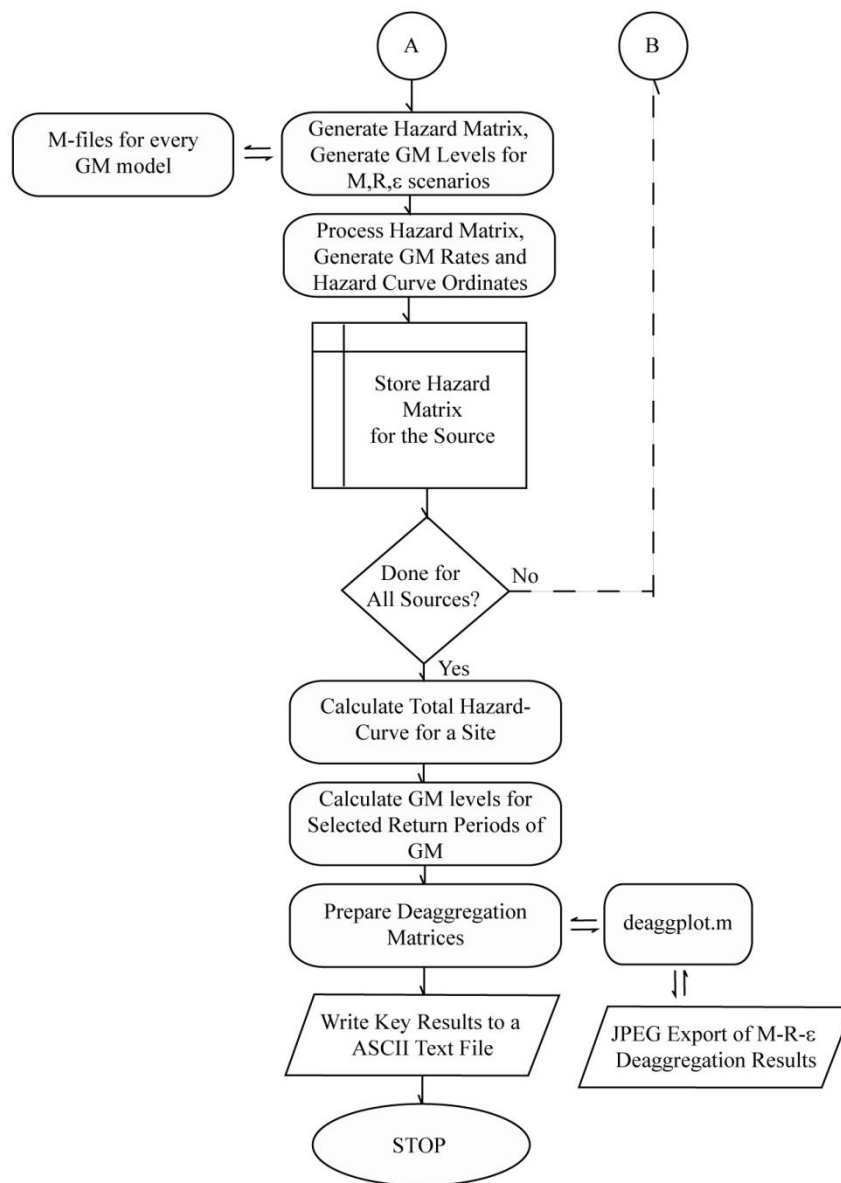 A
B
M-files for every
GM model
Generate Hazard Matrix,
Generate GM Levels for
M,R,ε scenarios
Process Hazard Matrix,
Generate GM Rates and
Hazard Curve Ordinates
Store Hazard
Matrix
for the Source
Done for
All Sources?
No
Yes
Calculate Total Hazard-
Curve for a Site
Calculate GM levels for
Selected Return Periods of
GM
Prepare Deaggregation
Matrices
deaggplot.m
Write Key Results to a
ASCII Text File
JPEG Export of M-R-ε
Deaggregation Results
STOP